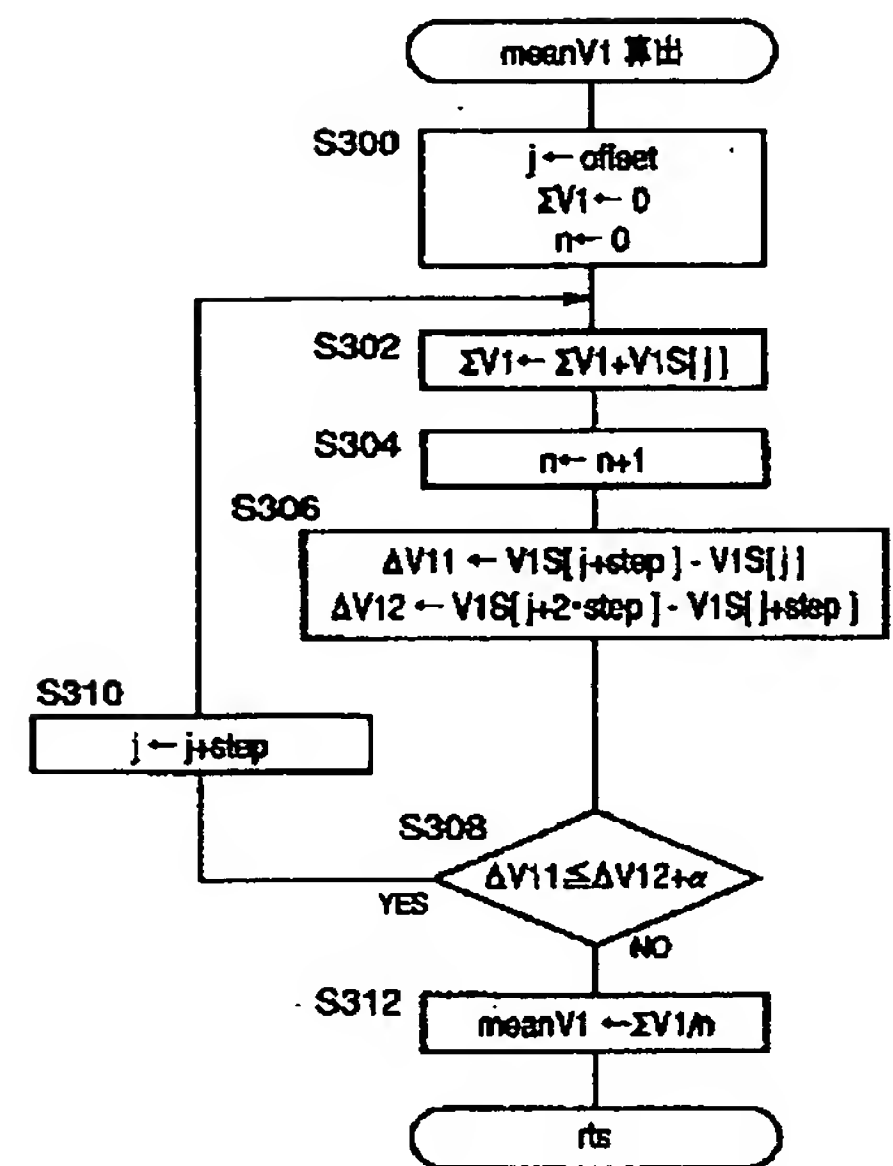 meanV1 算出
S300
j ← offset
ΣV1 ← 0
n ← 0
S302
ΣV1 ← ΣV1+V1S[ j ]
S304
n ← n+1
S306
ΔV11 ← V1S[ j+step ] - V1S[ j ]
ΔV12 ← V1S[ j+2・step ] - V1S[ j+step ]
S310
j ← j+step
S308
ΔV11≦ΔV12+α
YES
NO
S312
meanV1 ←ΣV1/n
rts